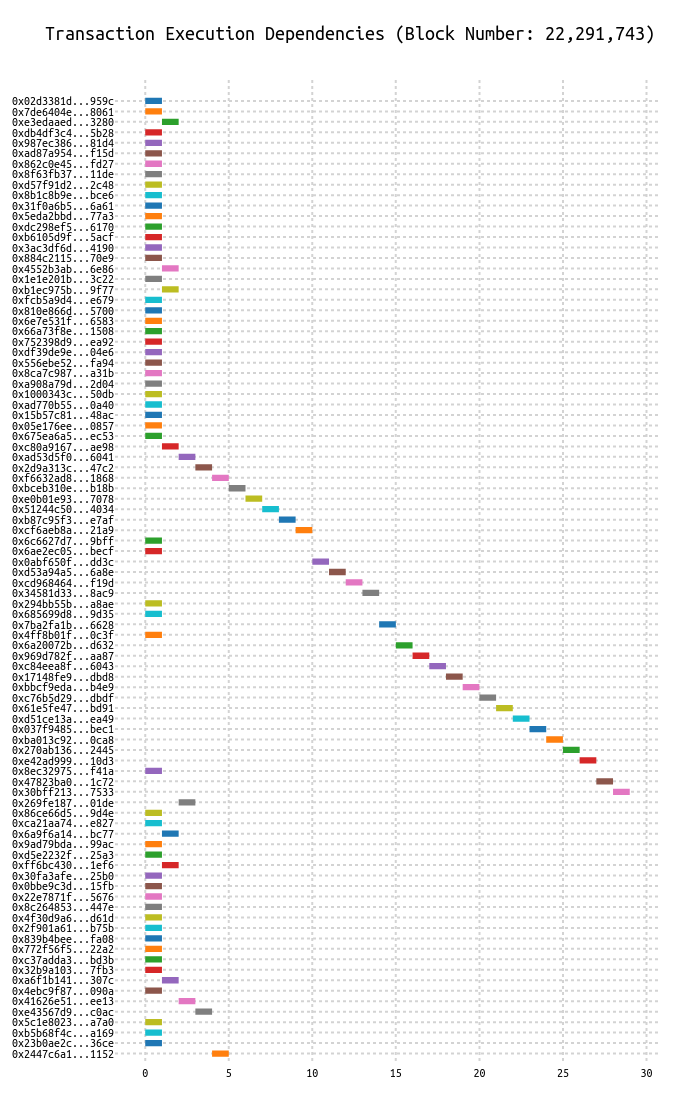 Transaction Execution Dependencies (Block Number: 22,291,743)
0x02d3381d...959c
0x7de6404e...8061
0xe3edaaed...3280
0xdb4df3c4...5b28
0x987ec386...81d4
0xad87a954...f15d
0x862c0e45...fd27
0x8f63fb37...11de
0xd57f91d2...2c48
0x8b1c8b9e...bce6
0x31f0a6b5...6a61
0x5eda2bbd...77a3
0xdc298ef5...6170
0xb6105d9f...5acf
0x3ac3df6d...4190
0x884c2115...70e9
0x4552b3ab...6e86
0x1e1e201b...3c22
0xb1ec975b...9f77
0xfcb5a9d4...e679
0x810e866d...5700
0x6e7e531f...6583
0x66a73f8e...1508
0x752398d9...ea92
0xdf39de9e...04e6
0x556ebe52...fa94
0x8ca7c987...a31b
0xa908a79d...2d04
0x1000343c...50db
0xad770b55...0a40
0x15b57c81...48ac
0x05e176ee...0857
0x675ea6a5...ec53
0xc80a9167...ae98
0xad53d5f0...6041
0x2d9a313c...47c2
0xf6632ad8...1868
0xbceb310e...b18b
0xe0b01e93...7078
0x51244c50...4034
0xb87c95f3...e7af
0xcf6aeb8a...21a9
0x6c6627d7...9bff
0x6ae2ec05...becf
0x0abf650f...dd3c
0xd53a94a5...6a8e
0xcd968464...f19d
0x34581d33...8ac9
0x294bb55b...a8ae
0x685699d8...9d35
0x7ba2fa1b...6628
0x4ff8b01f...0c3f
0x6a20072b...d632
0x969d782f...aa87
0xc84eea8f...6043
0x17148fe9...dbd8
0xbbcf9eda...b4e9
0xc76b5d29...dbdf
0x61e5fe47...bd91
0xd51ce13a...ea49
0x037f9485...bec1
0xba013c92...0ca8
0x270ab136...2445
0xe42ad999...10d3
0x8ec32975...f41a
0x47823ba0...1c72
0x30bff213...7533
0x269fe187...01de
0x86ce66d5...9d4e
0xca21aa74...e827
0x6a9f6a14...bc77
0x9ad79bda...99ac
0xd5e2232f...25a3
0xff6bc430...1ef6
0x30fa3afe...25b0
0x0bbe9c3d...15fb
0x22e7871f...5676
0x8c264853...447e
0x4f30d9a6...d61d
0x2f901a61...b75b
0x839b4bee...fa08
0x772f56f5...22a2
0xc37adda3...bd3b
0x32b9a103...7fb3
0xa6f1b141...307c
0x4ebc9f87...090a
0x41626e51...ee13
0xe43567d9...c0ac
0x5c1e8023...a7a0
0xb5b68f4c...a169
0x23b0ae2c...36ce
0x2447c6a1...1152
0 5 10 15 20 25 30